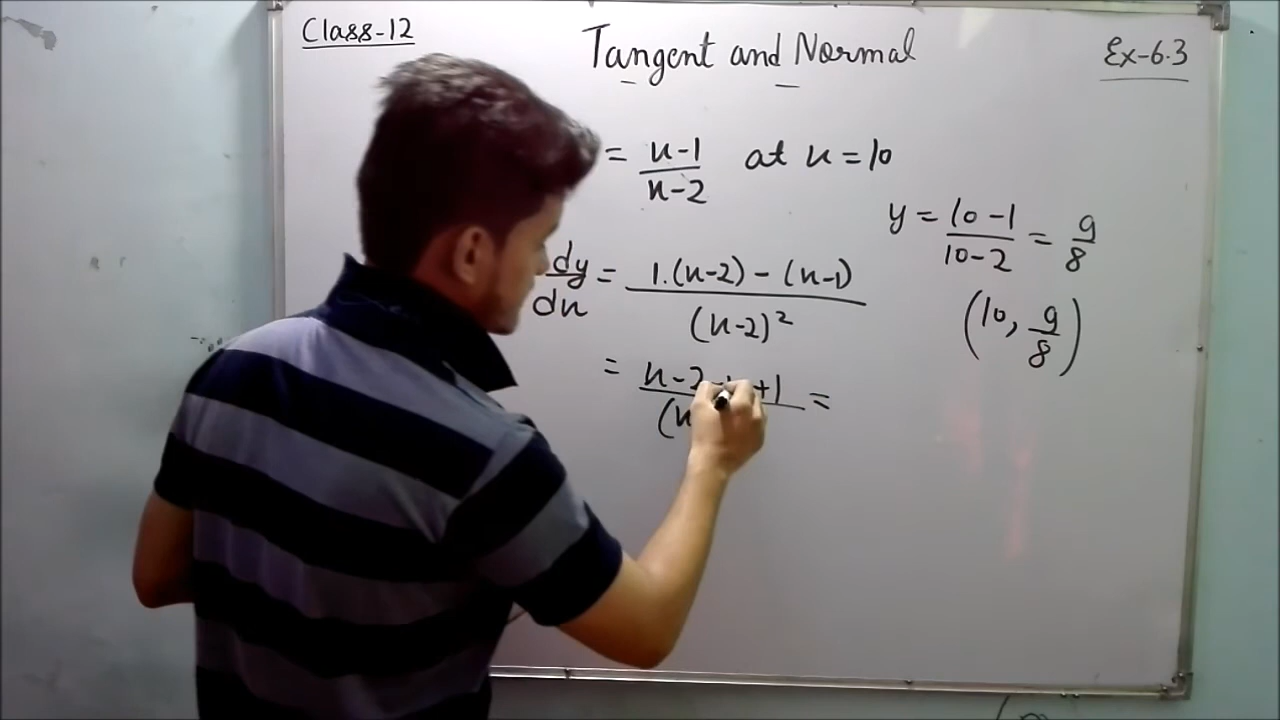 Class-12
Tangent and Normal
Ex-6.3
= x-1 / x-2 at x = 10
y = 10-1 / 10-2 = 9/8
dy/dx = 1.(x-2) - (x-1) / (x-2)²
(10, 9/8)
= x-2 +1 / (x =